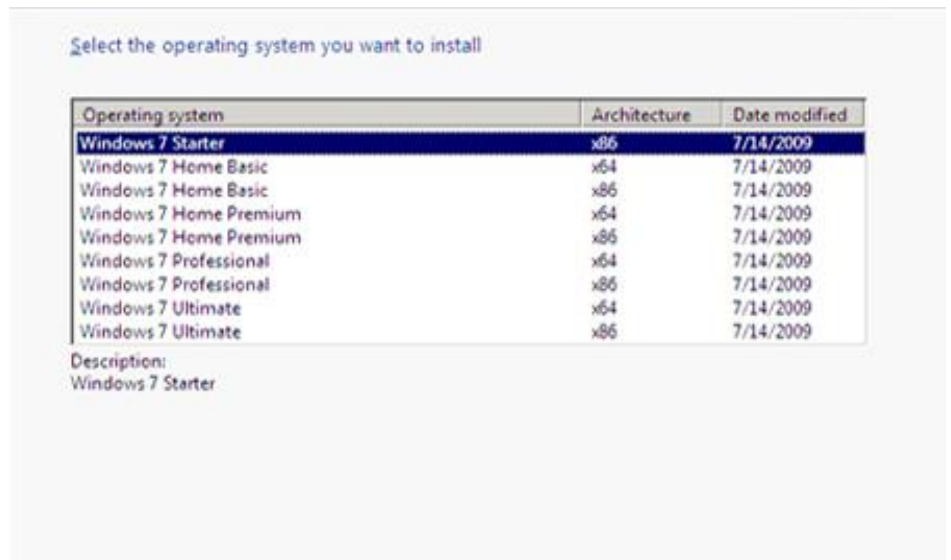 Select the operating system you want to install
Operating system Architecture Date modified
Windows 7 Starter x86 7/14/2009
Windows 7 Home Basic x64 7/14/2009
Windows 7 Home Basic x86 7/14/2009
Windows 7 Home Premium x64 7/14/2009
Windows 7 Home Premium x86 7/14/2009
Windows 7 Professional x64 7/14/2009
Windows 7 Professional x86 7/14/2009
Windows 7 Ultimate x64 7/14/2009
Windows 7 Ultimate x86 7/14/2009
Description:
Windows 7 Starter